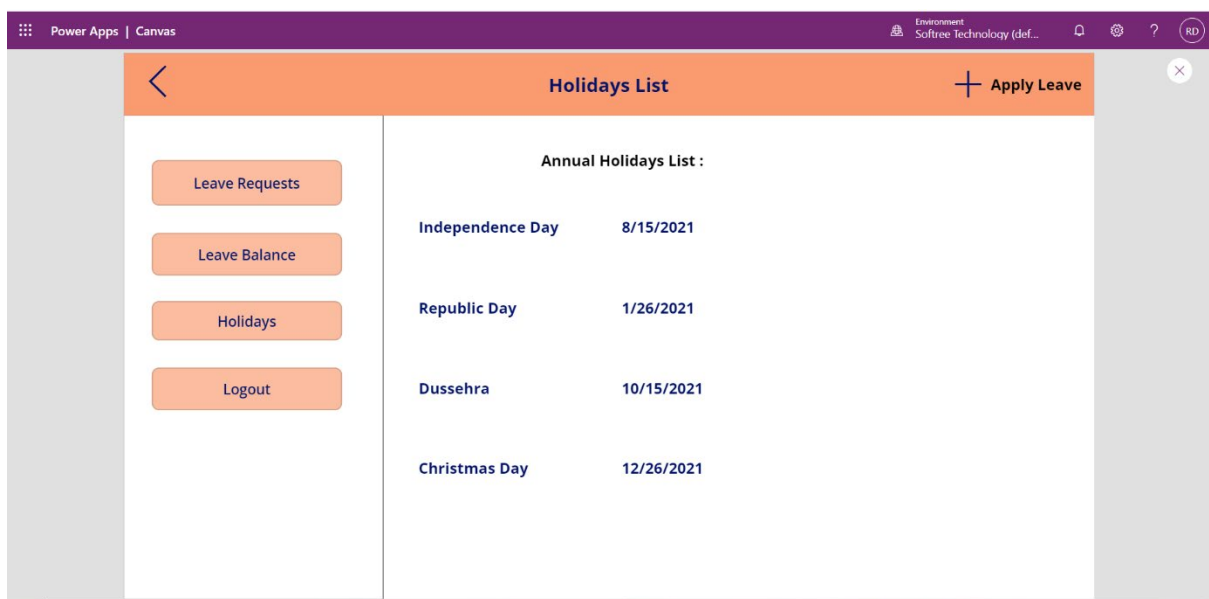 Power Apps | Canvas
Environment
Softree Technology (def...
?
RD
Holidays List
Apply Leave
Leave Requests
Leave Balance
Holidays
Logout
Annual Holidays List :
Independence Day 8/15/2021
Republic Day 1/26/2021
Dussehra 10/15/2021
Christmas Day 12/26/2021